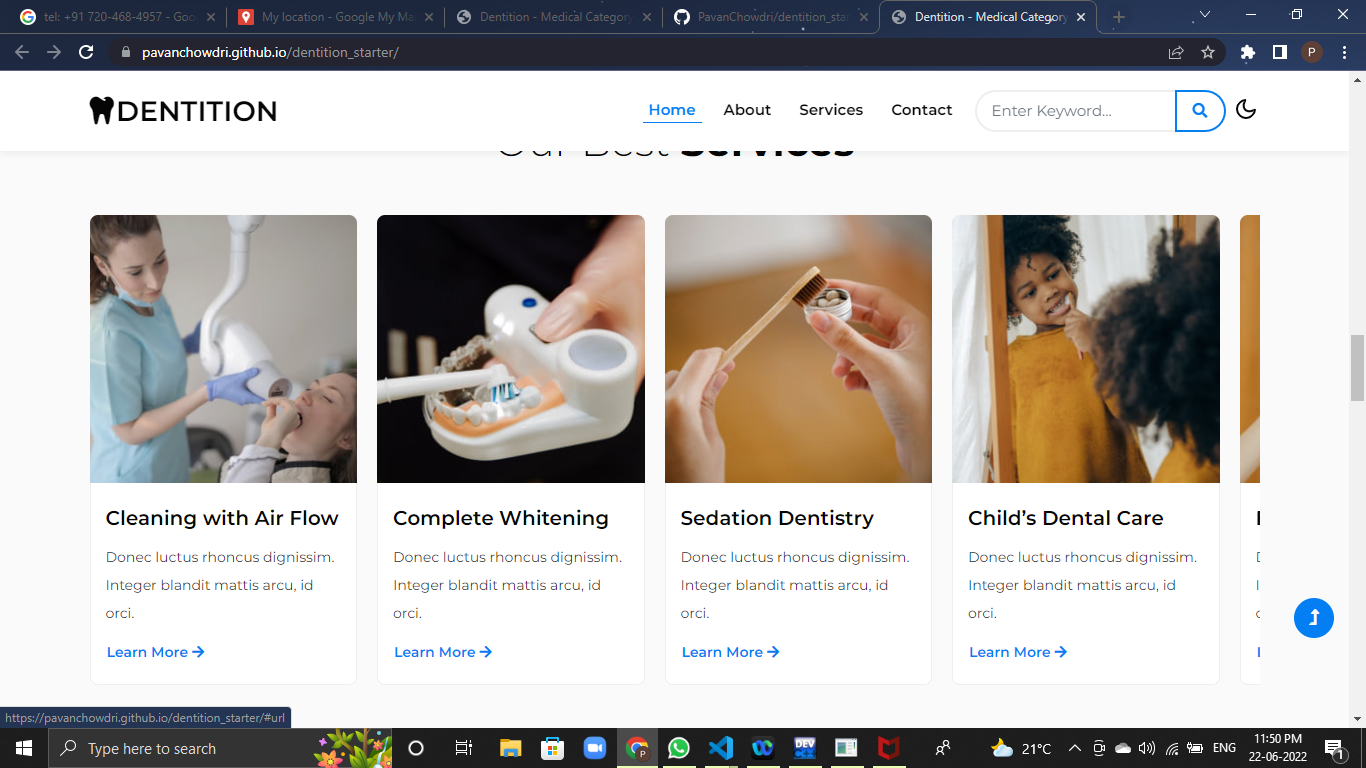 tel: +91 720-468-4957 - Goo
My location - Google My Ma
Dentition - Medical Category
PavanChowdri/dentition_sta
Dentition - Medical Category
pavanchowdri.github.io/dentition_starter/
P
DENTITION
Home
About
Services
Contact
Enter Keyword...
Our Best Services
Cleaning with Air Flow
Donec luctus rhoncus dignissim.
Integer blandit mattis arcu, id
orci.
Learn More
Complete Whitening
Donec luctus rhoncus dignissim.
Integer blandit mattis arcu, id
orci.
Learn More
Sedation Dentistry
Donec luctus rhoncus dignissim.
Integer blandit mattis arcu, id
orci.
Learn More
Child's Dental Care
Donec luctus rhoncus dignissim.
Integer blandit mattis arcu, id
orci.
Learn More
https://pavanchowdri.github.io/dentition_starter/#url
Type here to search
DEV
21°C
ENG
11:50 PM
22-06-2022
1